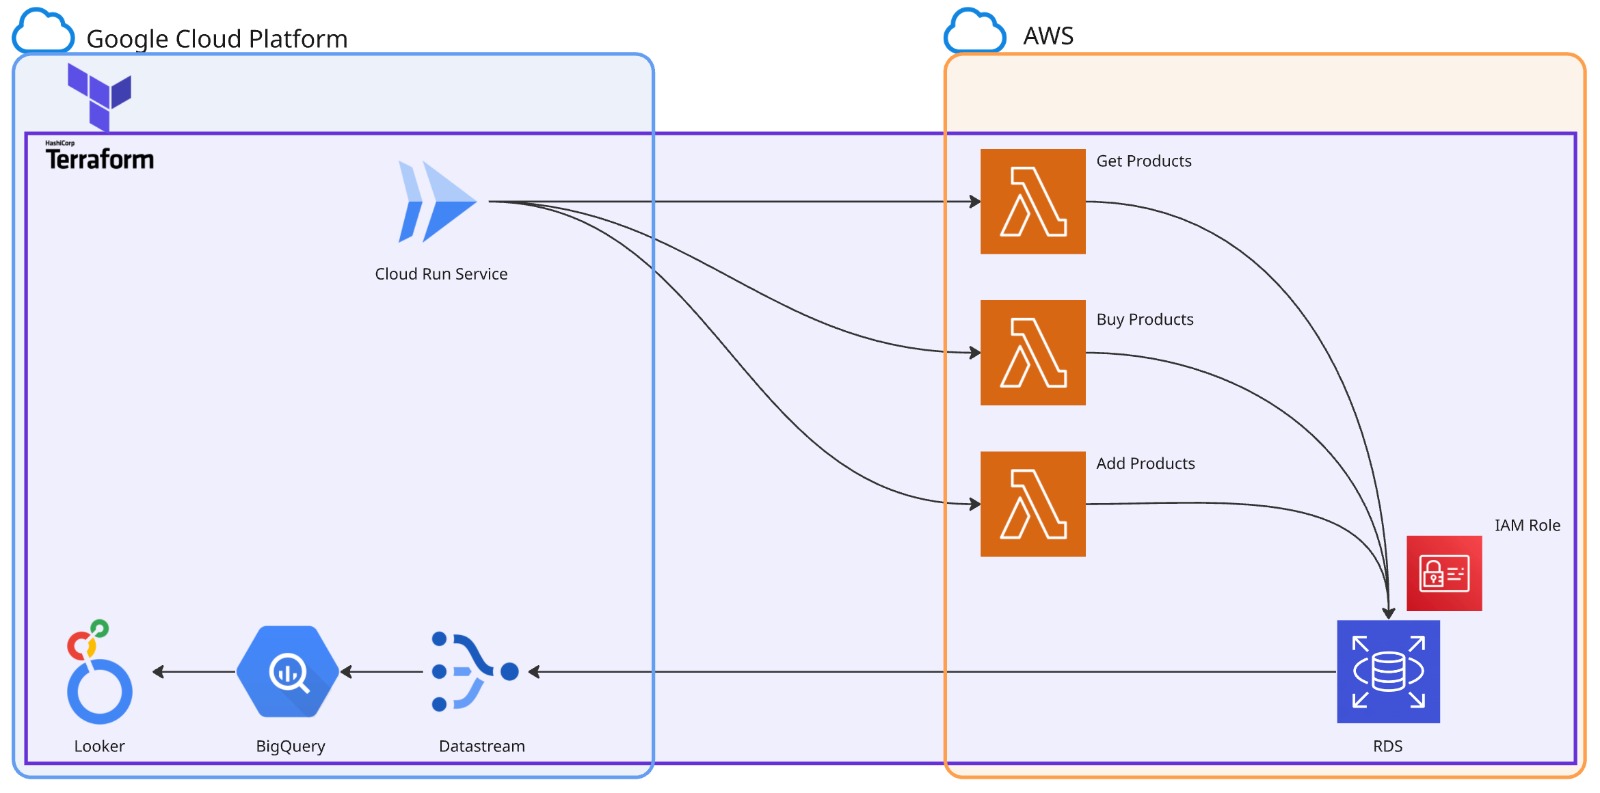 Google Cloud Platform
AWS
HashiCorp
Terraform
Get Products
Cloud Run Service
Buy Products
Add Products
IAM Role
Looker
BigQuery
Datastream
RDS